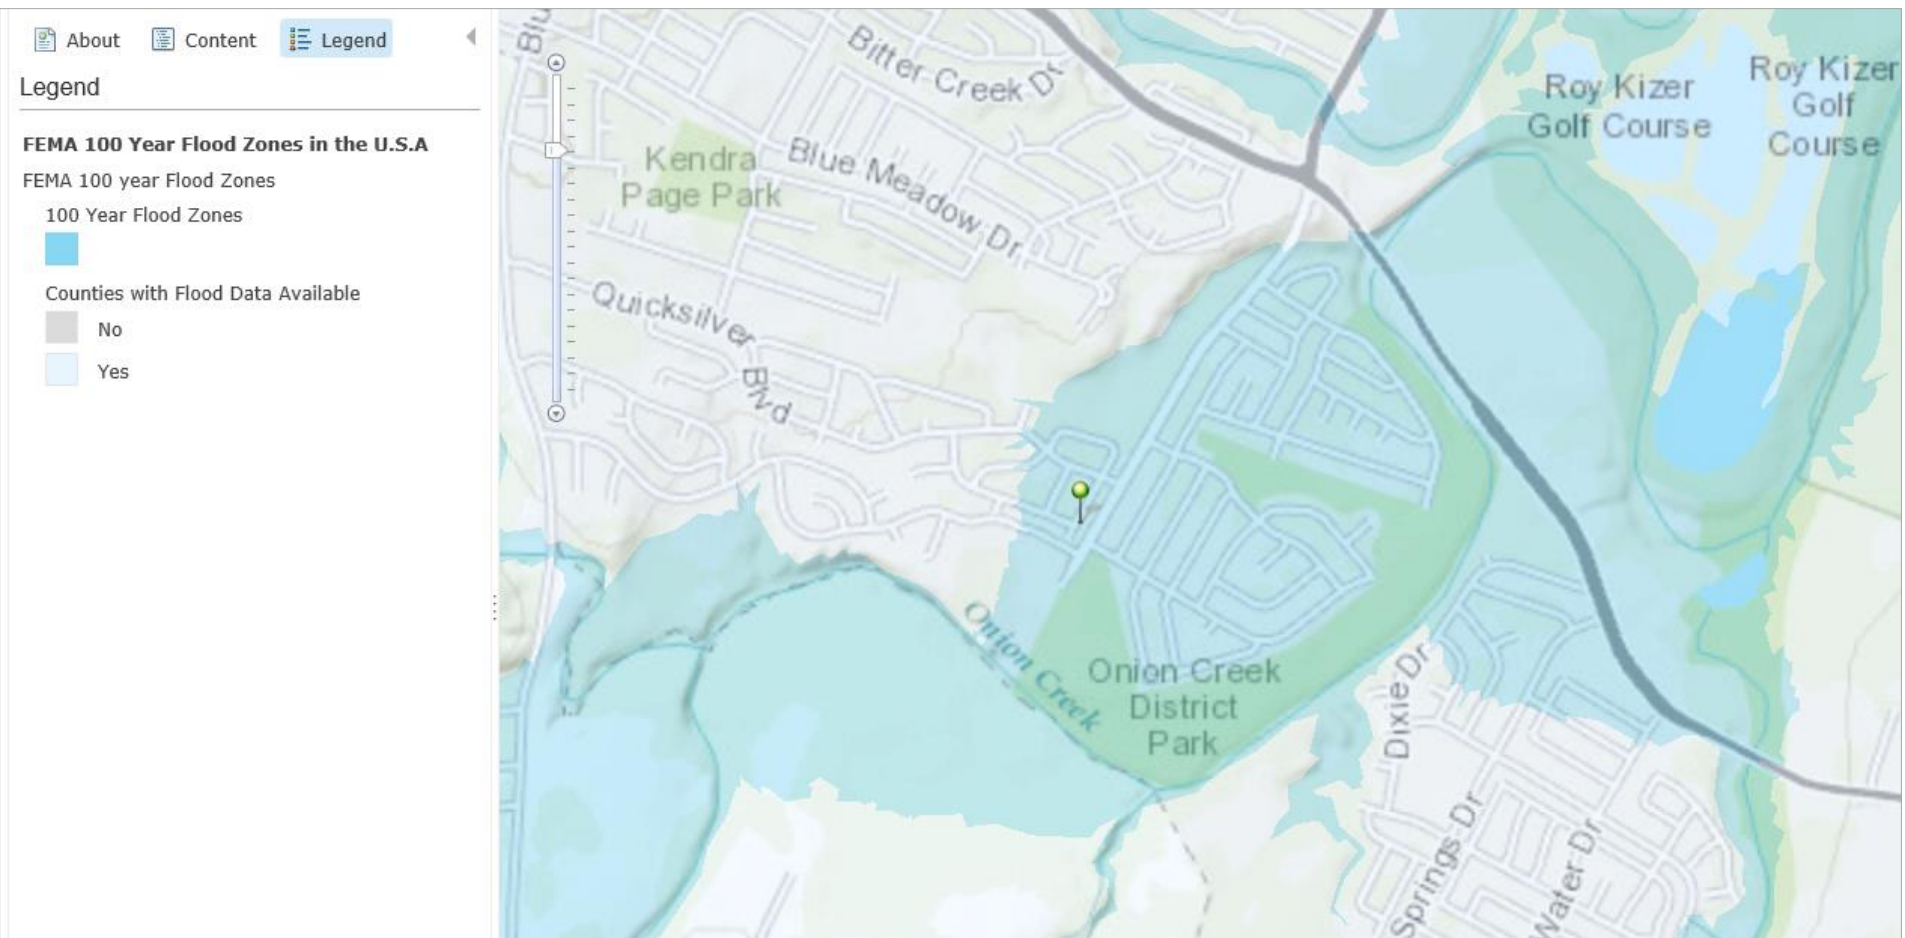 About
Content
Legend
Legend
FEMA 100 Year Flood Zones in the U.S.A
FEMA 100 year Flood Zones
100 Year Flood Zones
Counties with Flood Data Available
No
Yes
Blu
Bitter Creek Dr
Roy Kizer
Golf Course
Roy Kizer
Golf
Course
Kendra
Page Park
Blue Meadow Dr
Quicksilver
Blvd
Onion Creek
Onion Creek
District
Park
Dixie Dr
Springs Dr
Water Dr